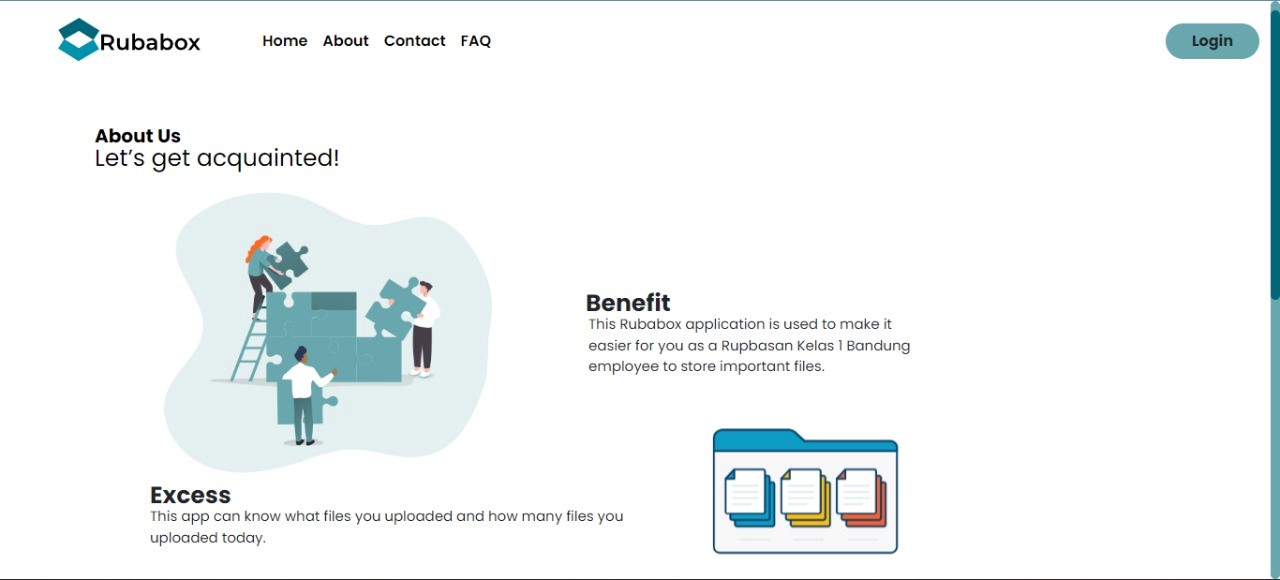 Rubabox
Home About Contact FAQ
Login
About Us
Let's get acquainted!
Benefit
This Rubabox application is used to make it
easier for you as a Rupbasan Kelas 1 Bandung
employee to store important files.
Excess
This app can know what files you uploaded and how many files you
uploaded today.